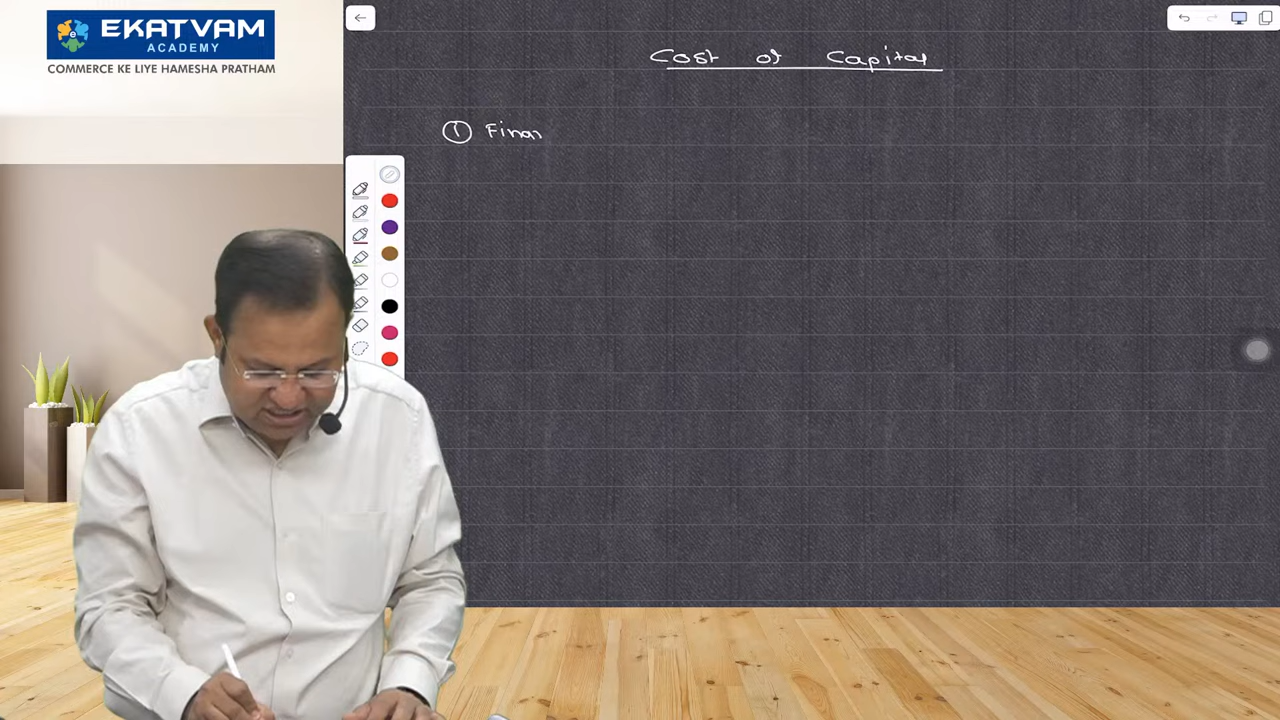 EKATVAM
ACADEMY
COMMERCE KE LIYE HAMESHA PRATHAM
Cost of Capital
① Finan